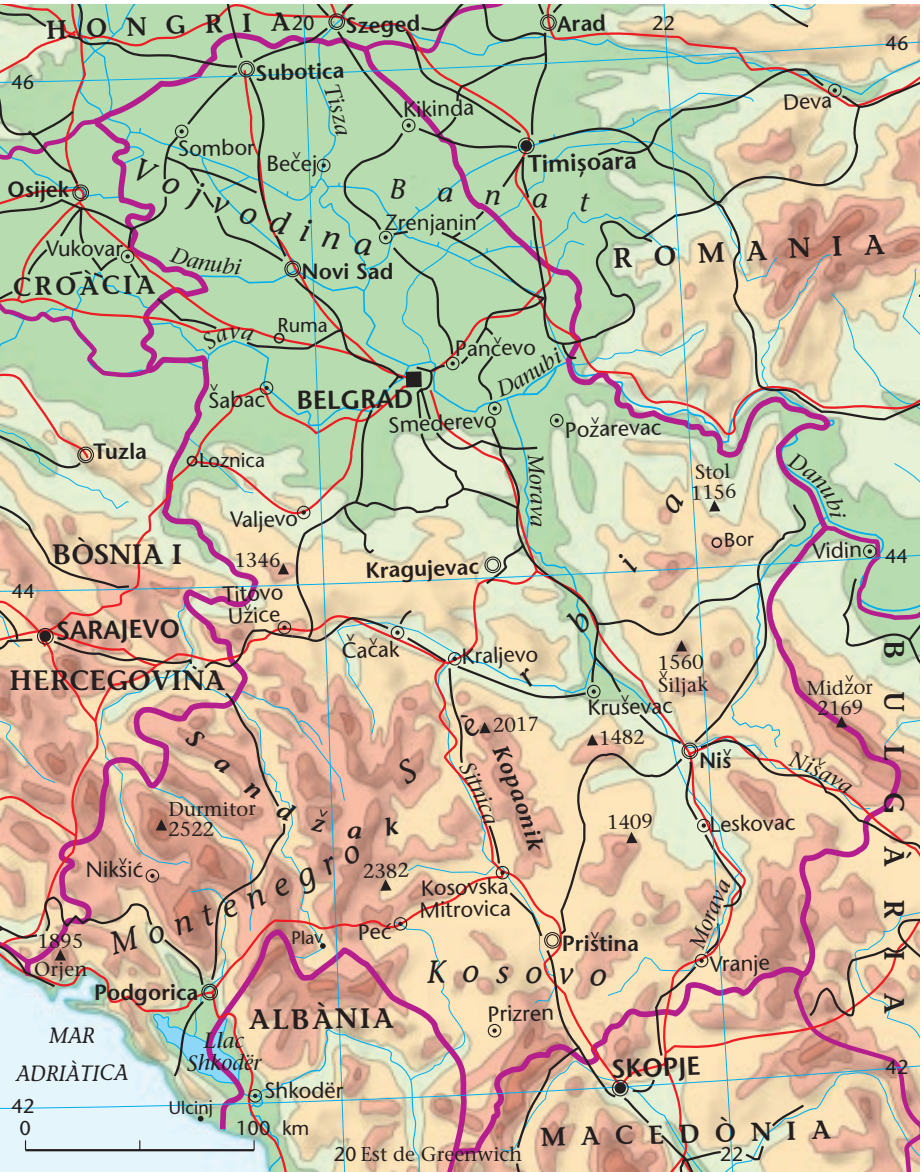 HONGRIA
20
Szeged
Arad
22
46
46
Subotica
Tisza
Deva
Kikinda
Sombor
Bečej
Timişoara
Vojvodina
Banat
Osijek
Zrenjanin
Vukovar
ROMANIA
Danubi
Novi Sad
CROÀCIA
Sava
Ruma
Pančevo
Danubi
BELGRAD
Šabac
Smederevo
Požarevac
Tuzla
Loznica
Morava
Stol
1156
Danubi
Valjevo
Bor
Vidin
BÒSNIA I
1346
Kragujevac
44
44
Titovo
Užice
SARAJEVO
Čačak
Kraljevo
1560
Šiljak
HERCEGOVINA
Kruševac
Midžor
2169
BULGÀRIA
Sèrbia
2017
1482
Kopaonik
Niš
Nišava
Sandžak
Sitnica
Durmitor
2522
1409
Leskovac
Montenegro
Nikšić
2382
Kosovska
Mitrovica
Morava
1895
Orjen
Plav
Peć
Priština
Vranje
Kosovo
Podgorica
ALBÀNIA
Prizren
MAR
ADRIÀTICA
Llac
Shkodër
SKOPJE
42
Shkodër
42
Ulcinj
0
100 km
MACEDÒNIA
20 Est de Greenwich
22